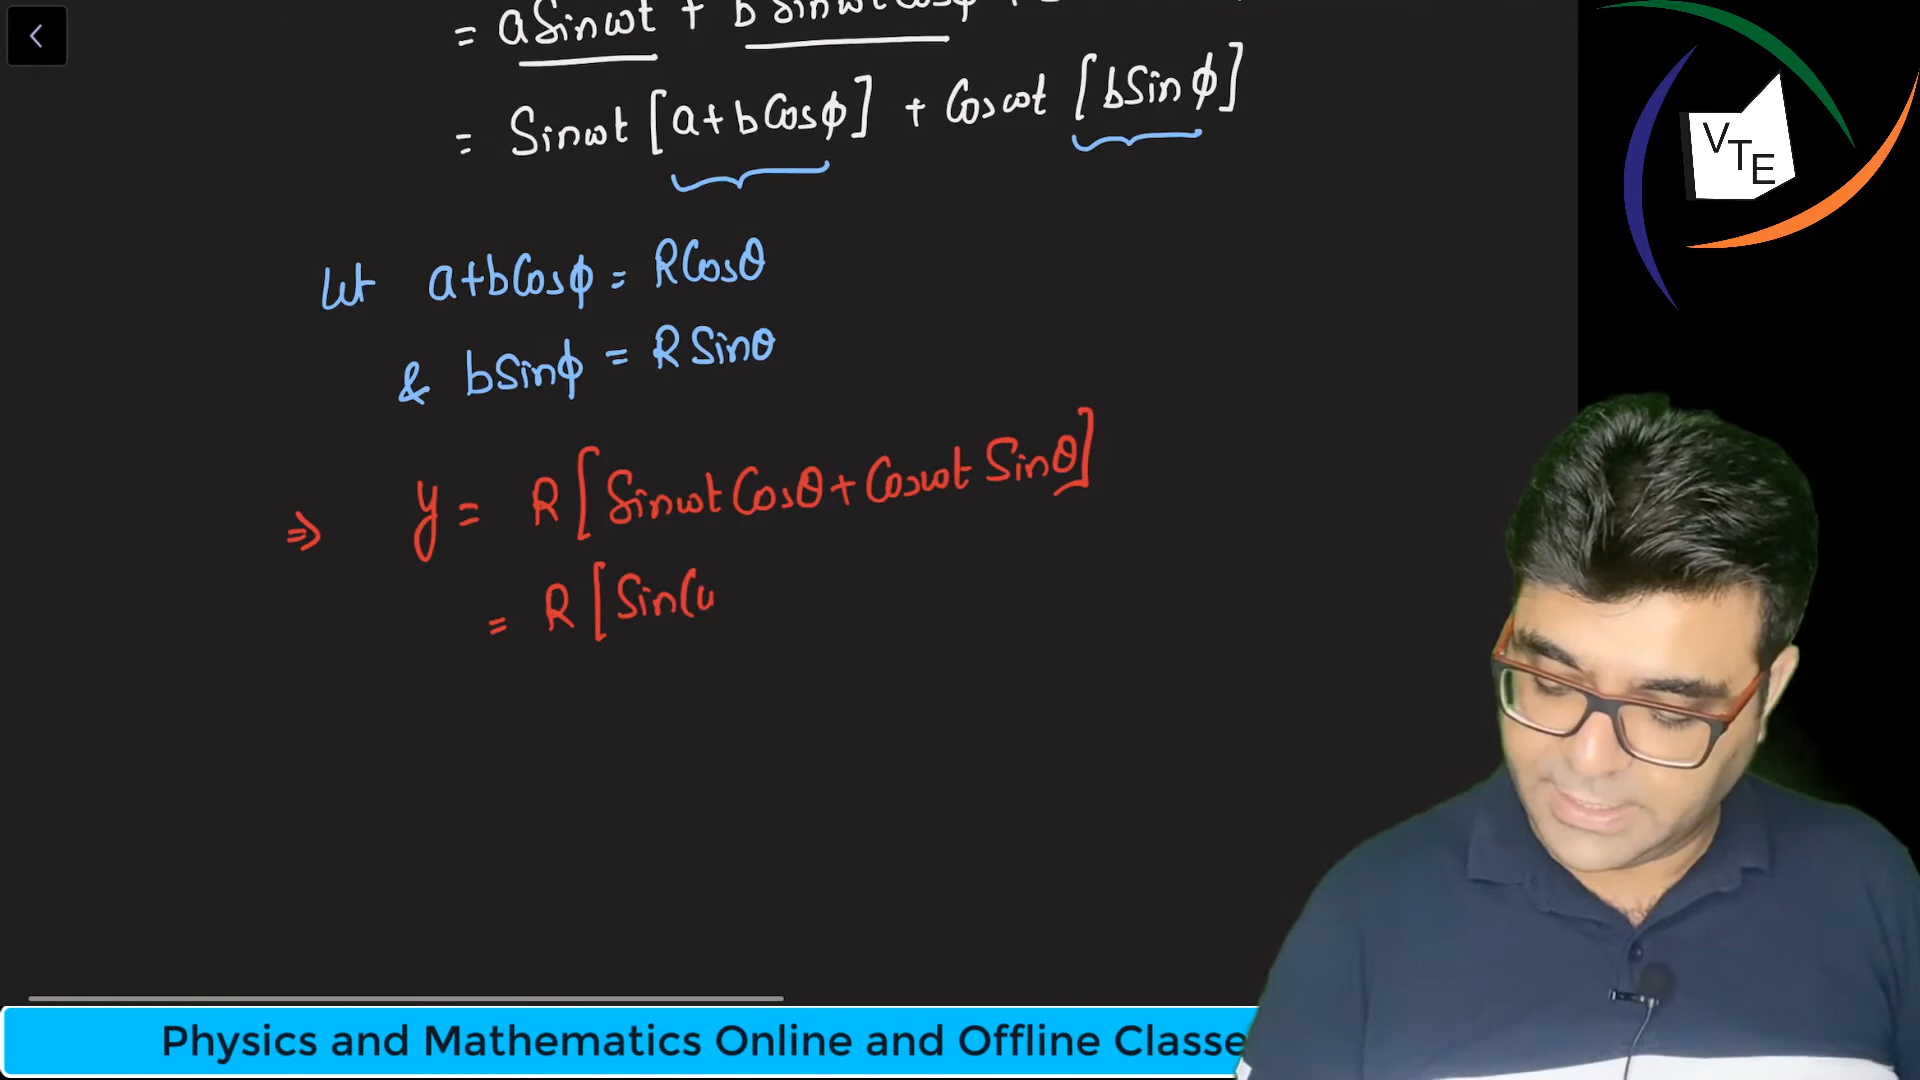 = aSinωt + b Sinωt Cosϕ +
= Sinωt [a+bCosϕ] + Cosωt [bSinϕ]
let a+bCosϕ = RCosθ
& bSinϕ = RSinθ
⇒ y = R[Sinωt Cosθ + Cosωt Sinθ]
= R[Sin(
VTE
Physics and Mathematics Online and Offline Classe